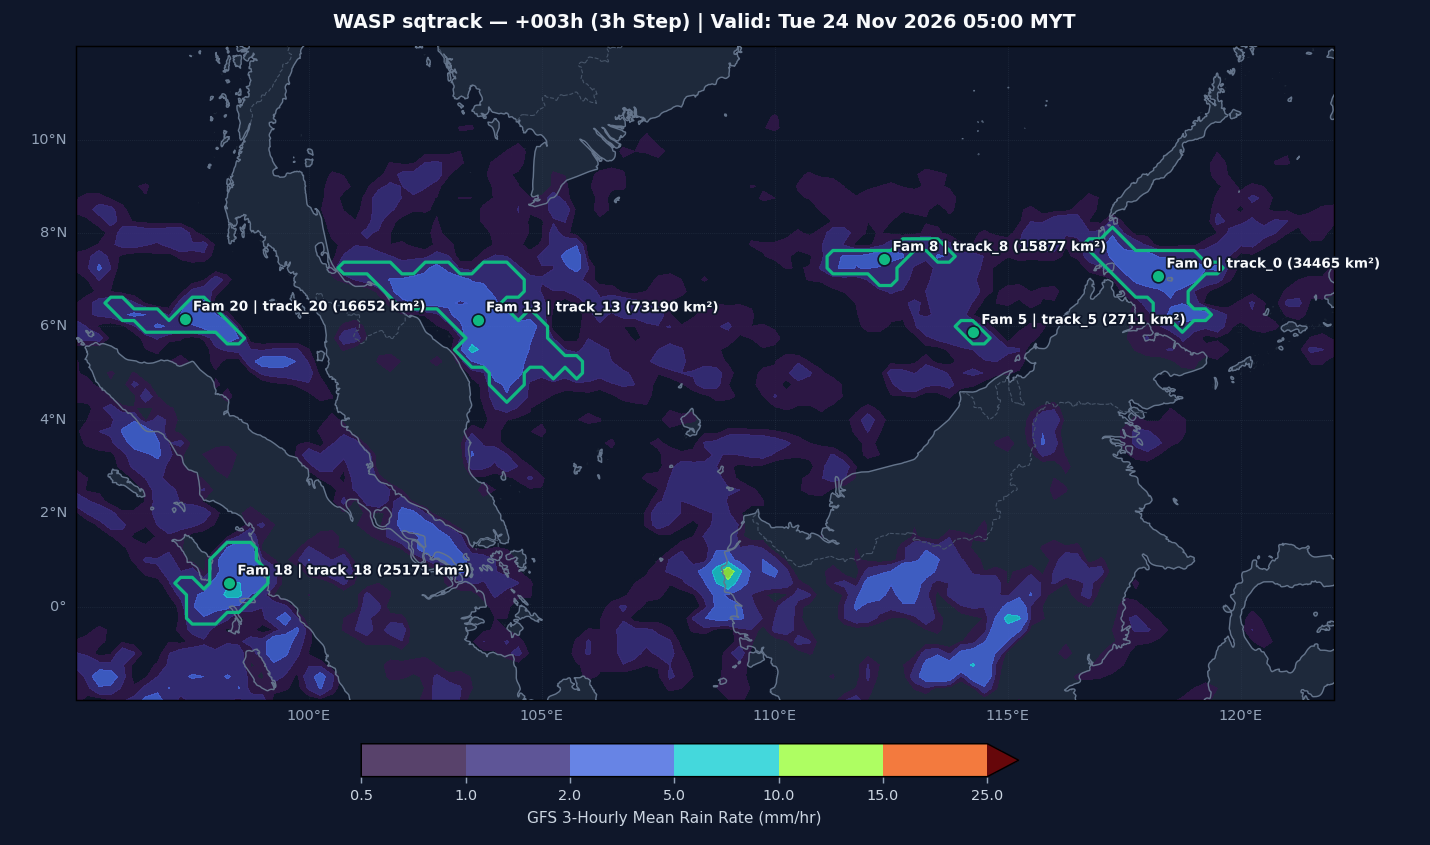 WASP sqtrack — +003h (3h Step) | Valid: Tue 24 Nov 2026 05:00 MYT
10°N
8°N
Fam 8 | track_8 (15877 km²)
Fam 0 | track_0 (34465 km²)
Fam 20 | track_20 (16652 km²)
Fam 13 | track_13 (73190 km²)
6°N
Fam 5 | track_5 (2711 km²)
4°N
2°N
Fam 18 | track_18 (25171 km²)
0°
100°E 105°E 110°E 115°E 120°E
0.5 1.0 2.0 5.0 10.0 15.0 25.0
GFS 3-Hourly Mean Rain Rate (mm/hr)